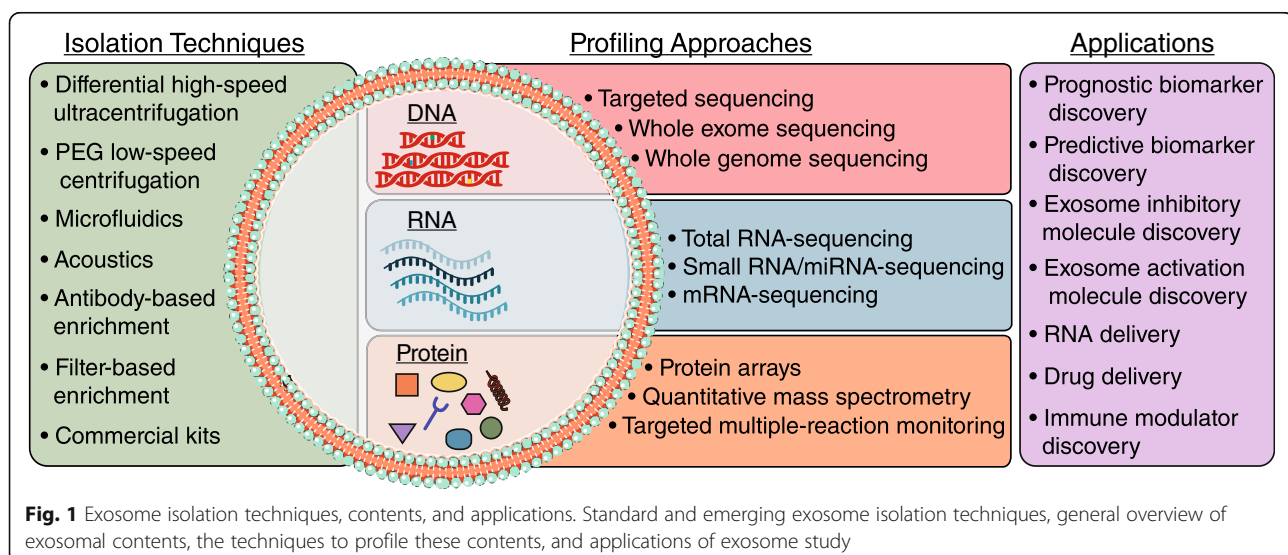 Isolation Techniques
• Differential high-speed
ultracentrifugation
• PEG low-speed
centrifugation
• Microfluidics
• Acoustics
• Antibody-based
enrichment
• Filter-based
enrichment
• Commercial kits
Profiling Approaches
DNA
• Targeted sequencing
• Whole exome sequencing
• Whole genome sequencing
RNA
• Total RNA-sequencing
• Small RNA/miRNA-sequencing
• mRNA-sequencing
Protein
• Protein arrays
• Quantitative mass spectrometry
• Targeted multiple-reaction monitoring
Applications
• Prognostic biomarker
discovery
• Predictive biomarker
discovery
• Exosome inhibitory
molecule discovery
• Exosome activation
molecule discovery
• RNA delivery
• Drug delivery
• Immune modulator
discovery
Fig. 1 Exosome isolation techniques, contents, and applications. Standard and emerging exosome isolation techniques, general overview of
exosomal contents, the techniques to profile these contents, and applications of exosome study